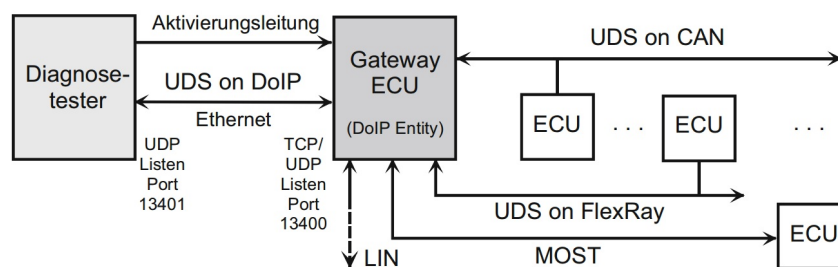 Aktivierungsleitung
Diagnose-
tester
UDS on DoIP
Ethernet
UDP
Listen
Port
13401
Gateway
ECU
(DoIP Entity)
TCP/
UDP
Listen
Port
13400
UDS on CAN
ECU
. . .
ECU
. . .
UDS on FlexRay
ECU
MOST
LIN